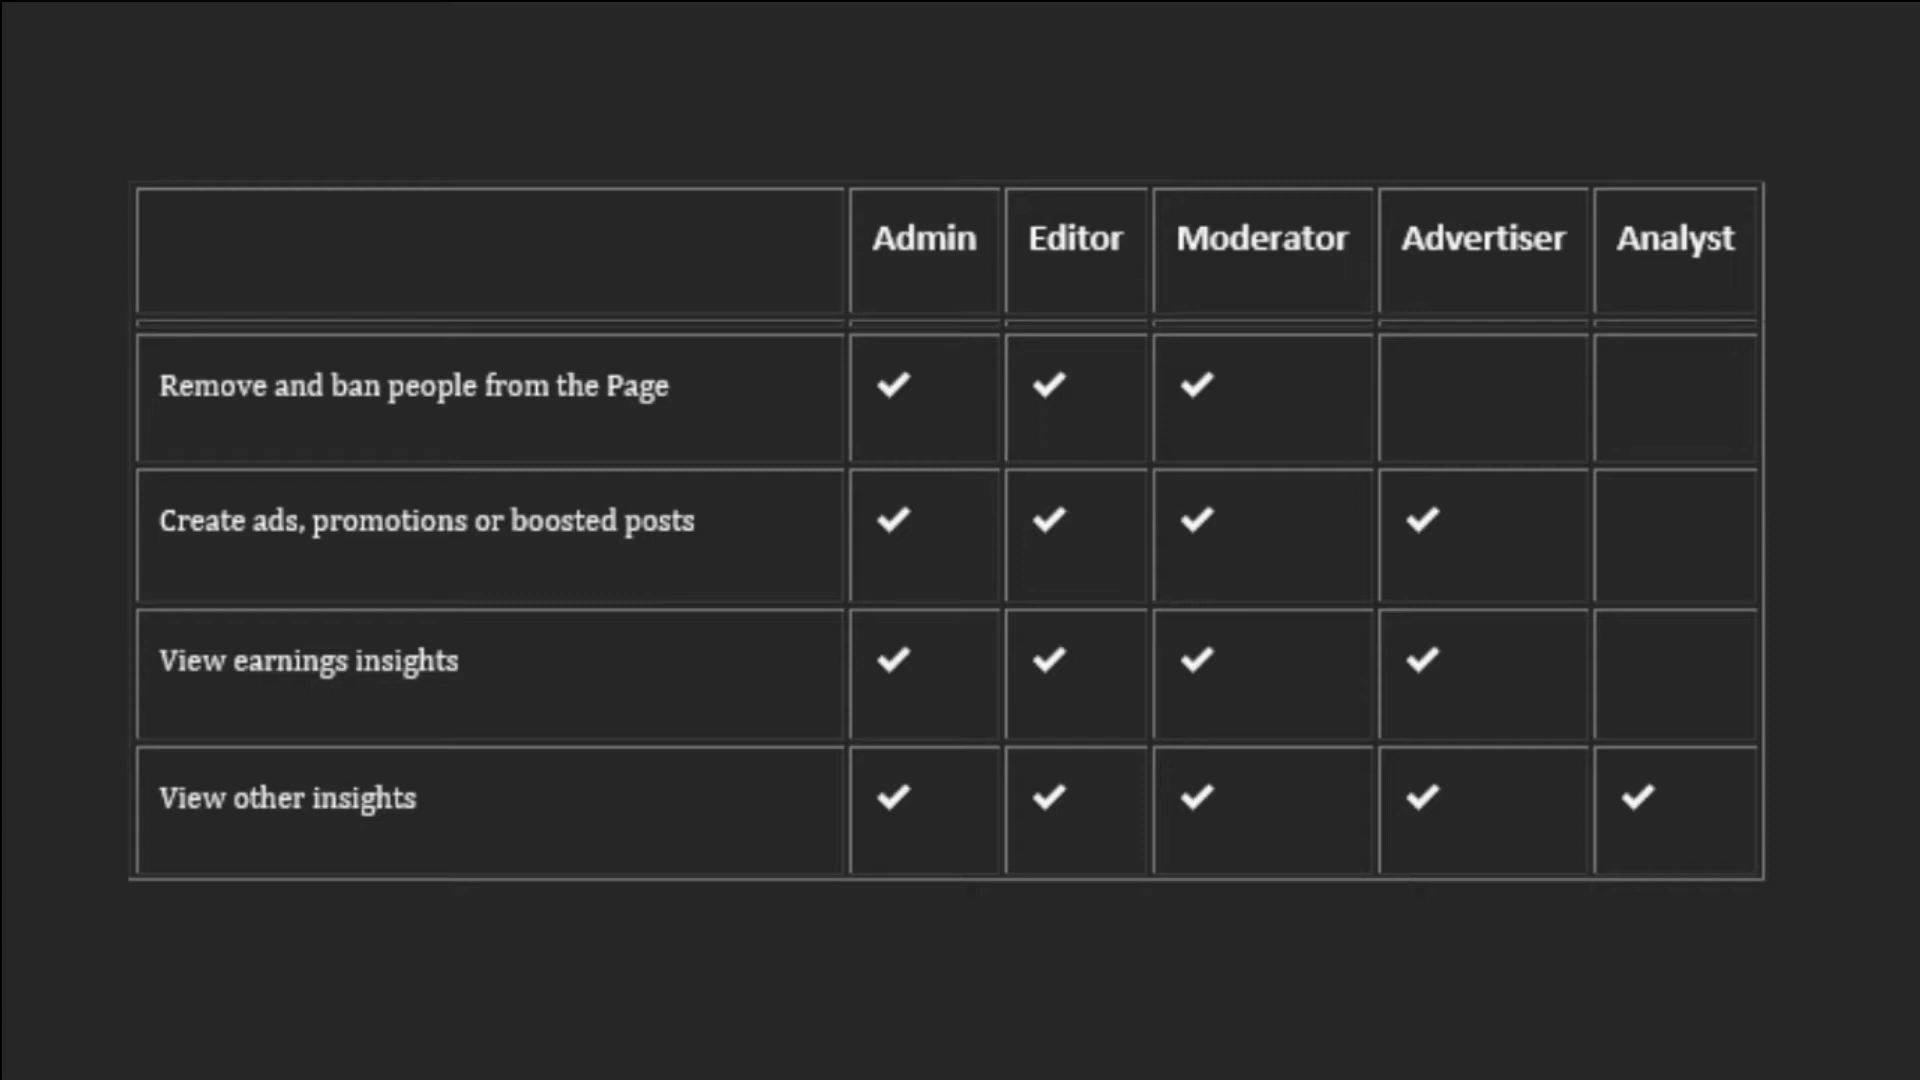 Admin Editor Moderator Advertiser Analyst
Remove and ban people from the Page ✔ ✔ ✔
Create ads, promotions or boosted posts ✔ ✔ ✔ ✔
View earnings insights ✔ ✔ ✔ ✔
View other insights ✔ ✔ ✔ ✔ ✔